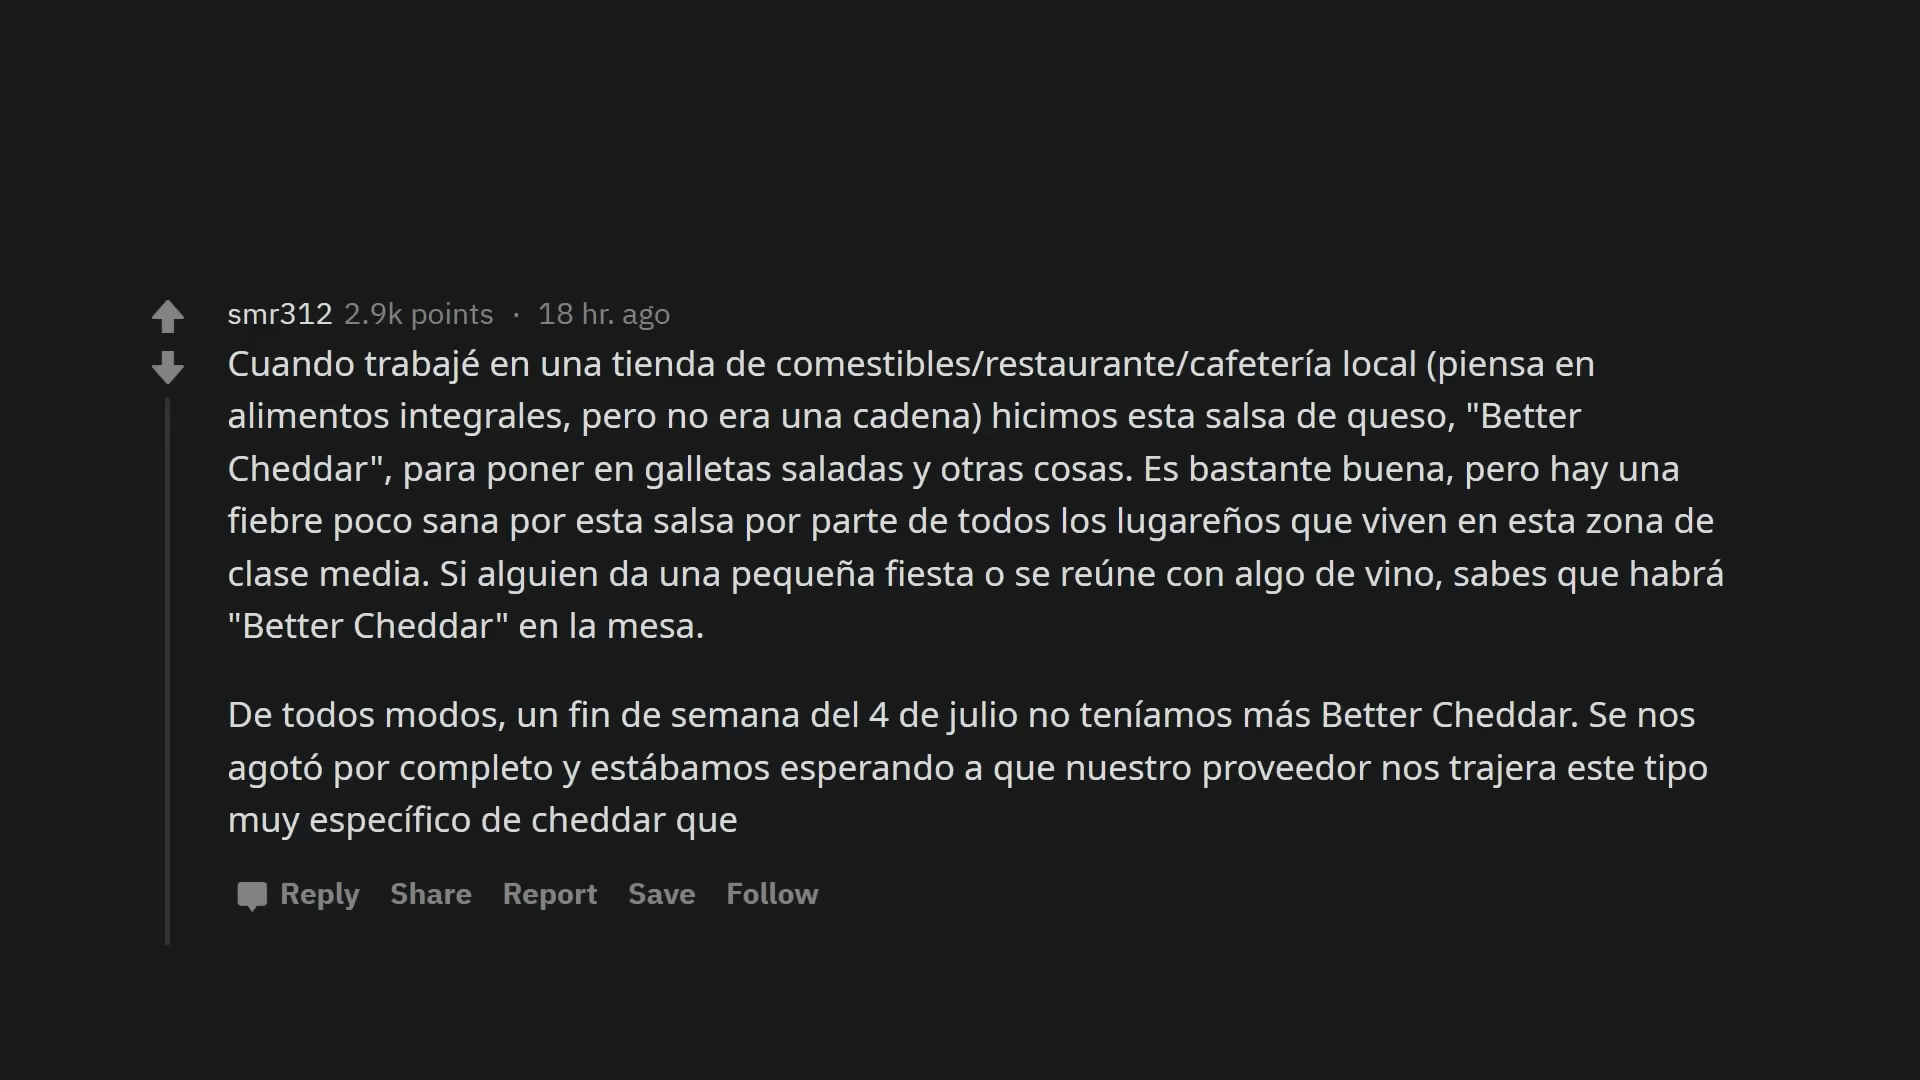 smr312 2.9k points · 18 hr. ago
Cuando trabajé en una tienda de comestibles/restaurante/cafetería local (piensa en
alimentos integrales, pero no era una cadena) hicimos esta salsa de queso, "Better
Cheddar", para poner en galletas saladas y otras cosas. Es bastante buena, pero hay una
fiebre poco sana por esta salsa por parte de todos los lugareños que viven en esta zona de
clase media. Si alguien da una pequeña fiesta o se reúne con algo de vino, sabes que habrá
"Better Cheddar" en la mesa.
De todos modos, un fin de semana del 4 de julio no teníamos más Better Cheddar. Se nos
agotó por completo y estábamos esperando a que nuestro proveedor nos trajera este tipo
muy específico de cheddar que
Reply Share Report Save Follow